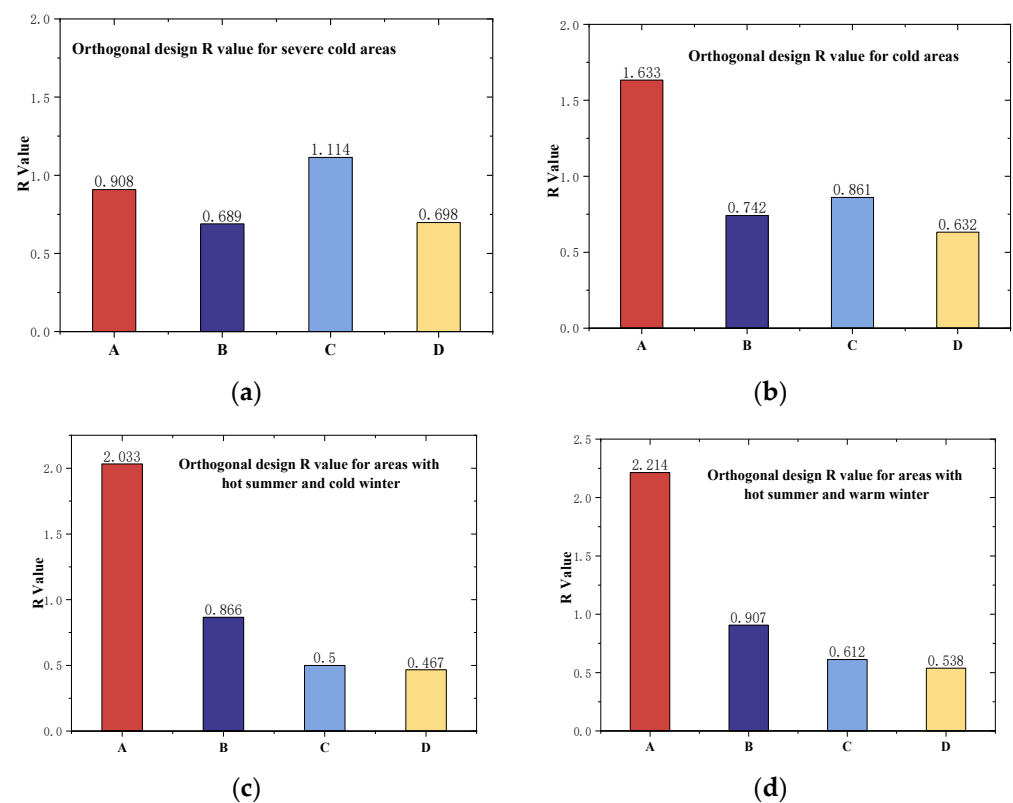 Orthogonal design R value for severe cold areas
R Value
2.0
1.5
1.0
0.5
0.0
0.908
0.689
1.114
0.698
A B C D
(a)
Orthogonal design R value for cold areas
R Value
2.0
1.5
1.0
0.5
0.0
1.633
0.742
0.861
0.632
A B C D
(b)
Orthogonal design R value for areas with
hot summer and cold winter
R Value
2.0
1.5
1.0
0.5
0.0
2.033
0.866
0.5
0.467
A B C D
(c)
Orthogonal design R value for areas with
hot summer and warm winter
R Value
2.5
2.0
1.5
1.0
0.5
0.0
2.214
0.907
0.612
0.538
A B C D
(d)